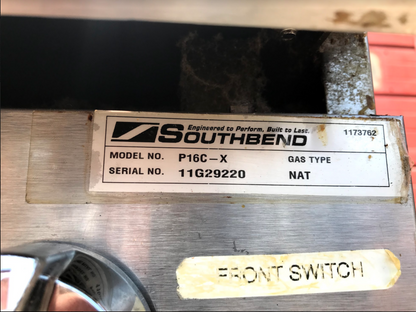 Engineered to Perform, Built to Last.
SOUTHBEND
1173762
MODEL NO. P16C-X GAS TYPE
SERIAL NO. 11G29220 NAT
FRONT SWITCH